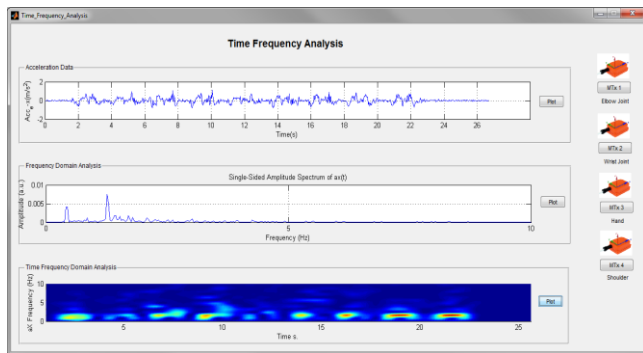 Time_Frequency_Analysis
Time Frequency Analysis
Acceleration Data
Acc_x-(m/s²)
2
0
-2
0 2 4 6 8 10 12 14 16 18 20 22 24 26
Time(s)
Plot
Frequency Domain Analysis
Single-Sided Amplitude Spectrum of ax(t)
Amplitude (a.u.)
0.01
0.005
0
0 5 10
Frequency (Hz)
Plot
Time Frequency Domain Analysis
aX Frequency (Hz)
10
5
0
5 10 15 20 25
Time s.
Plot
MTx 1
Elbow Joint
MTx 2
Wrist Joint
MTx 3
Hand
MTx 4
Shoulder